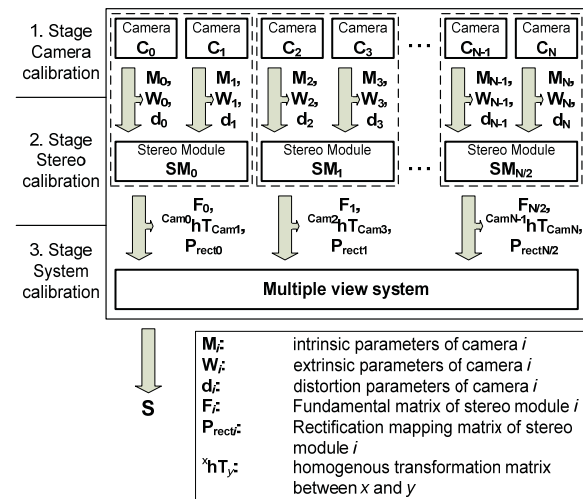 1. Stage
Camera
calibration
Camera Camera Camera Camera Camera Camera
C0 C1 C2 C3 ... CN-1 CN
M0, M1, M2, M3, MN-1, MN,
W0, W1, W2, W3, WN-1, WN,
d0 d1 d2 d3 dN-1 dN
2. Stage
Stereo
calibration
Stereo Module Stereo Module Stereo Module
SM0 SM1 ... SMN/2
F0, F1, FN/2,
Cam0hTCam1, Cam2hTCam3, CamN-1hTCamN,
Prect0 Prect1 PrectN/2
3. Stage
System
calibration
Multiple view system
S
Mi: intrinsic parameters of camera i
Wi: extrinsic parameters of camera i
di: distortion parameters of camera i
Fi: Fundamental matrix of stereo module i
Precti: Rectification mapping matrix of stereo
module i
xhTy: homogenous transformation matrix
between x and y